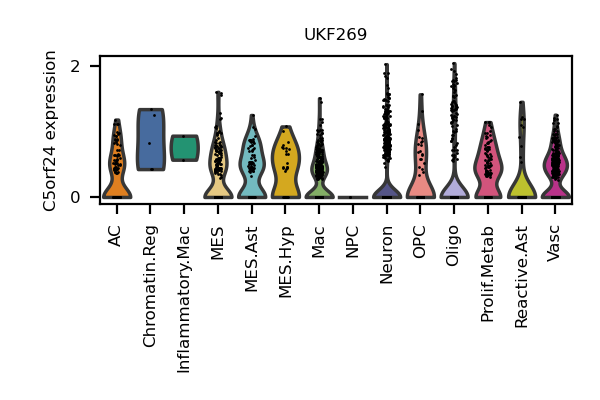 UKF269
C5orf24 expression
2
0
AC
Chromatin.Reg
Inflammatory.Mac
MES
MES.Ast
MES.Hyp
Mac
NPC
Neuron
OPC
Oligo
Prolif.Metab
Reactive.Ast
Vasc